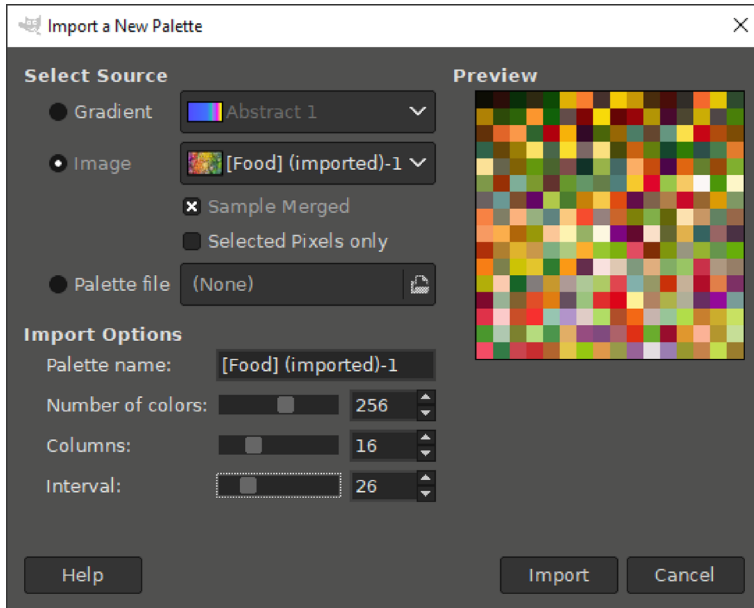 Import a New Palette
Select Source
Gradient
Abstract 1
Image
[Food] (imported)-1
Sample Merged
Selected Pixels only
Palette file
(None)
Import Options
Palette name:
[Food] (imported)-1
Number of colors:
256
Columns:
16
Interval:
26
Preview
Help
Import
Cancel